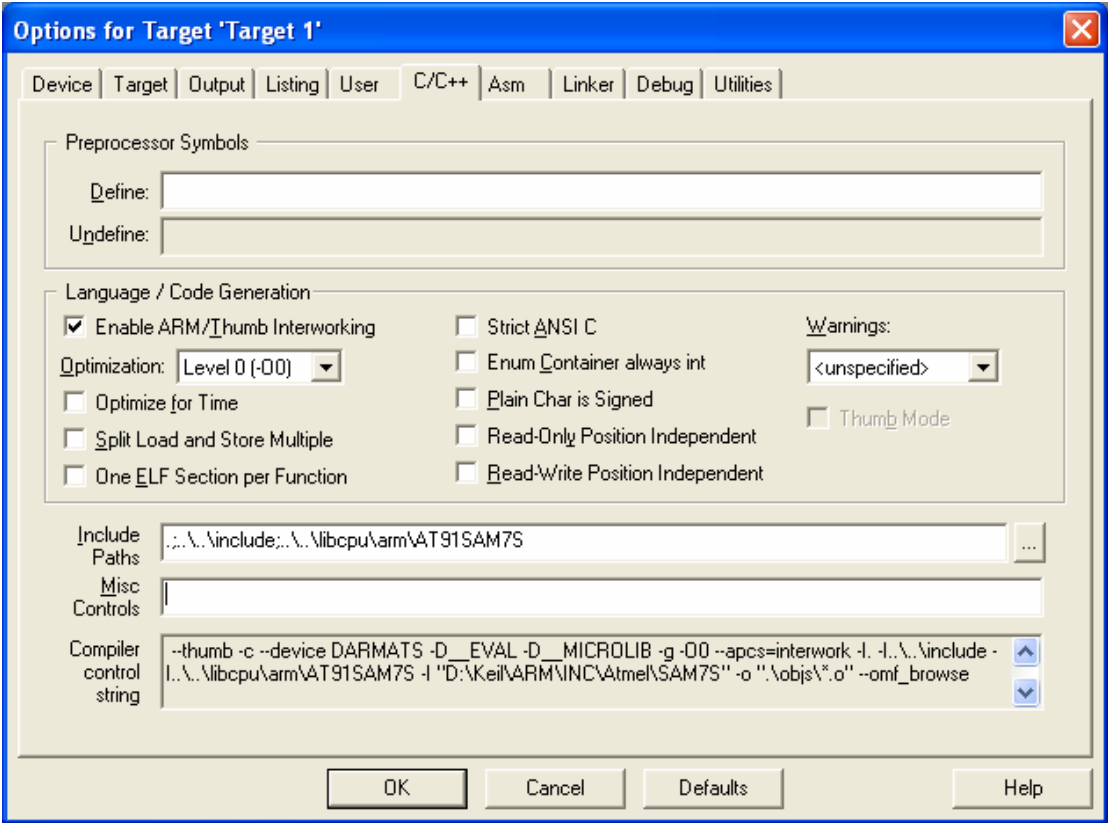 Options for Target 'Target 1'
Device Target Output Listing User C/C++ Asm Linker Debug Utilities
Preprocessor Symbols
Define:
Undefine:
Language / Code Generation
Enable ARM/Thumb Interworking Strict ANSI C Warnings:
Optimization: Level 0 (-O0) Enum Container always int <unspecified>
Optimize for Time Plain Char is Signed Thumb Mode
Split Load and Store Multiple Read-Only Position Independent
One ELF Section per Function Read-Write Position Independent
Include Paths .;..\..\include;..\..\libcpu\arm\AT91SAM7S ...
Misc Controls
Compiler control string --thumb -c --device DARMATS -D__EVAL -D__MICROLIB -g -O0 --apcs=interwork -I. -I..\..\include -
I..\..\libcpu\arm\AT91SAM7S -I "D:\Keil\ARM\INC\Atmel\SAM7S" -o ".\objs\*.o" --omf_browse
OK Cancel Defaults Help